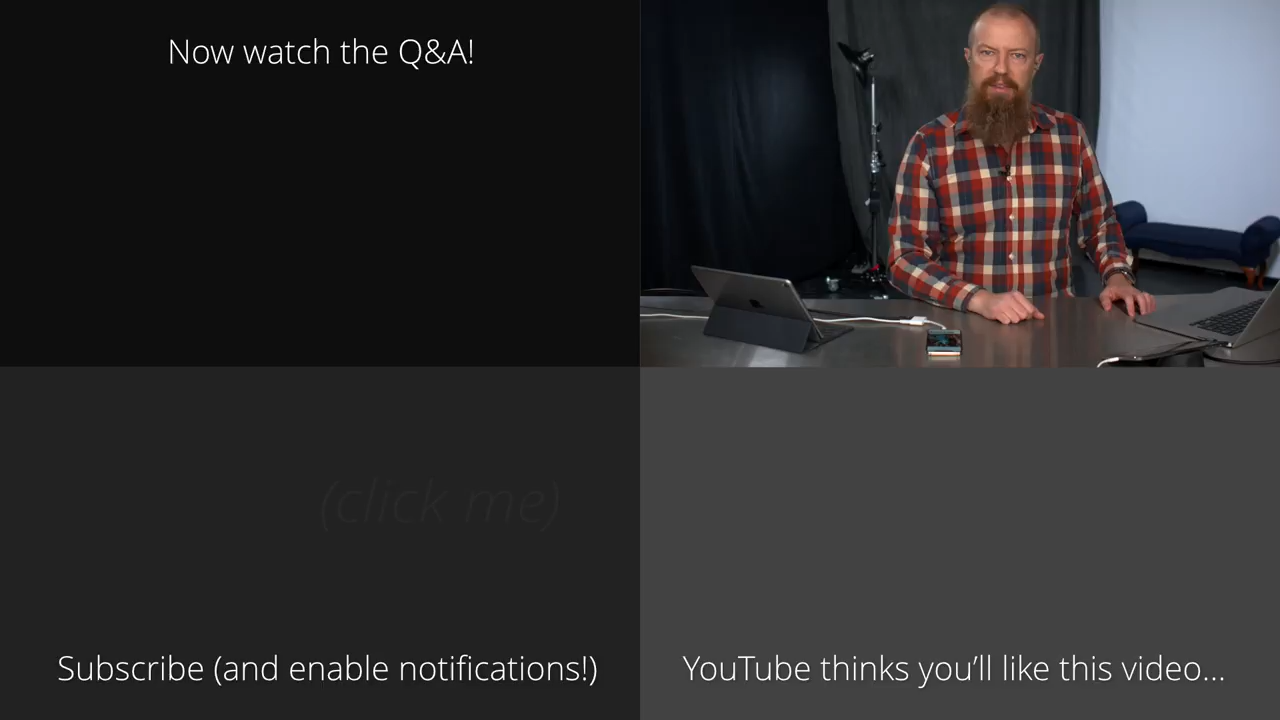 Now watch the Q&A!
(click me)
Subscribe (and enable notifications!)
YouTube thinks you’ll like this video...